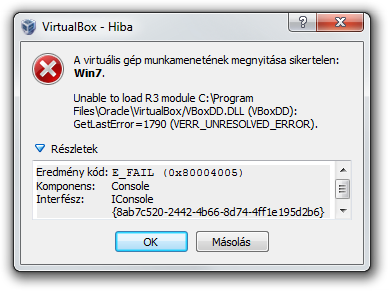 VirtualBox - Hiba
A virtuális gép munkamenetének megnyitása sikertelen:
Win7.
Unable to load R3 module C:\Program
Files\Oracle\VirtualBox/VBoxDD.DLL (VBoxDD):
GetLastError=1790 (VERR_UNRESOLVED_ERROR).
Részletek
Eredmény kód: E_FAIL (0x80004005)
Komponens: Console
Interfész: IConsole
{8ab7c520-2442-4b66-8d74-4ff1e195d2b6}
OK Másolás